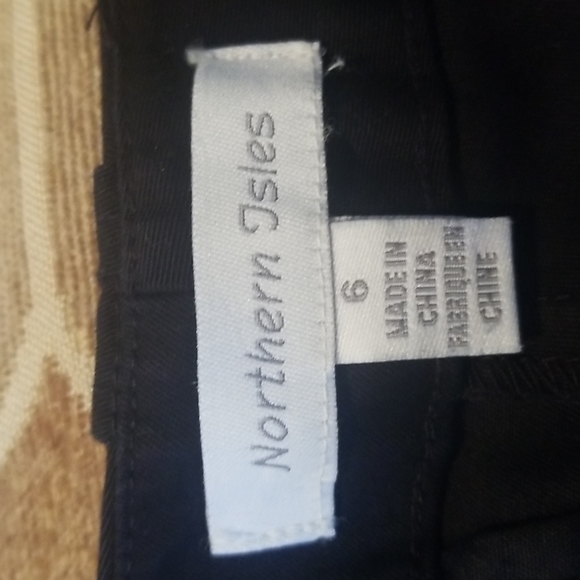 Northern Isles
6
MADE IN
CHINA
FABRIQUE EN
CHINE